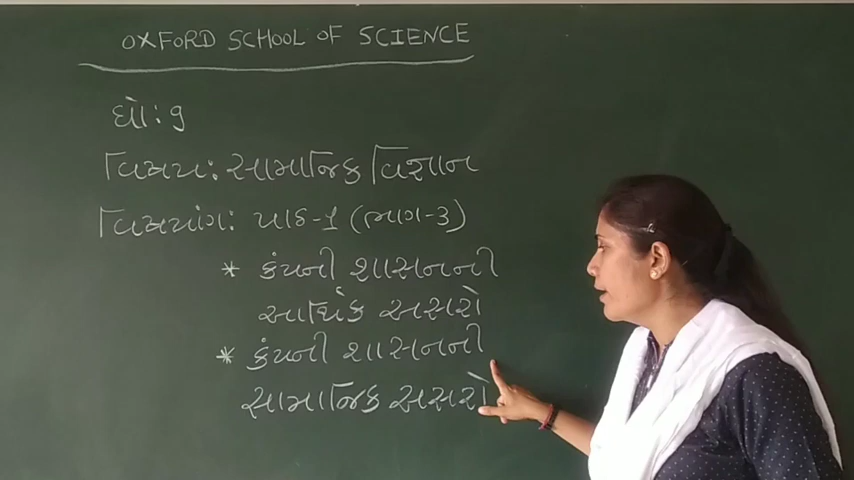 OXFORD SCHOOL OF SCIENCE
ધો: 9
વિષય: સામાજિક વિજ્ઞાન
વિષયાંગ: પાઠ-1 (ભાગ-3)
* કંપની શાસનની
આર્થિક અસરો
* કંપની શાસનની
સામાજિક અસરો